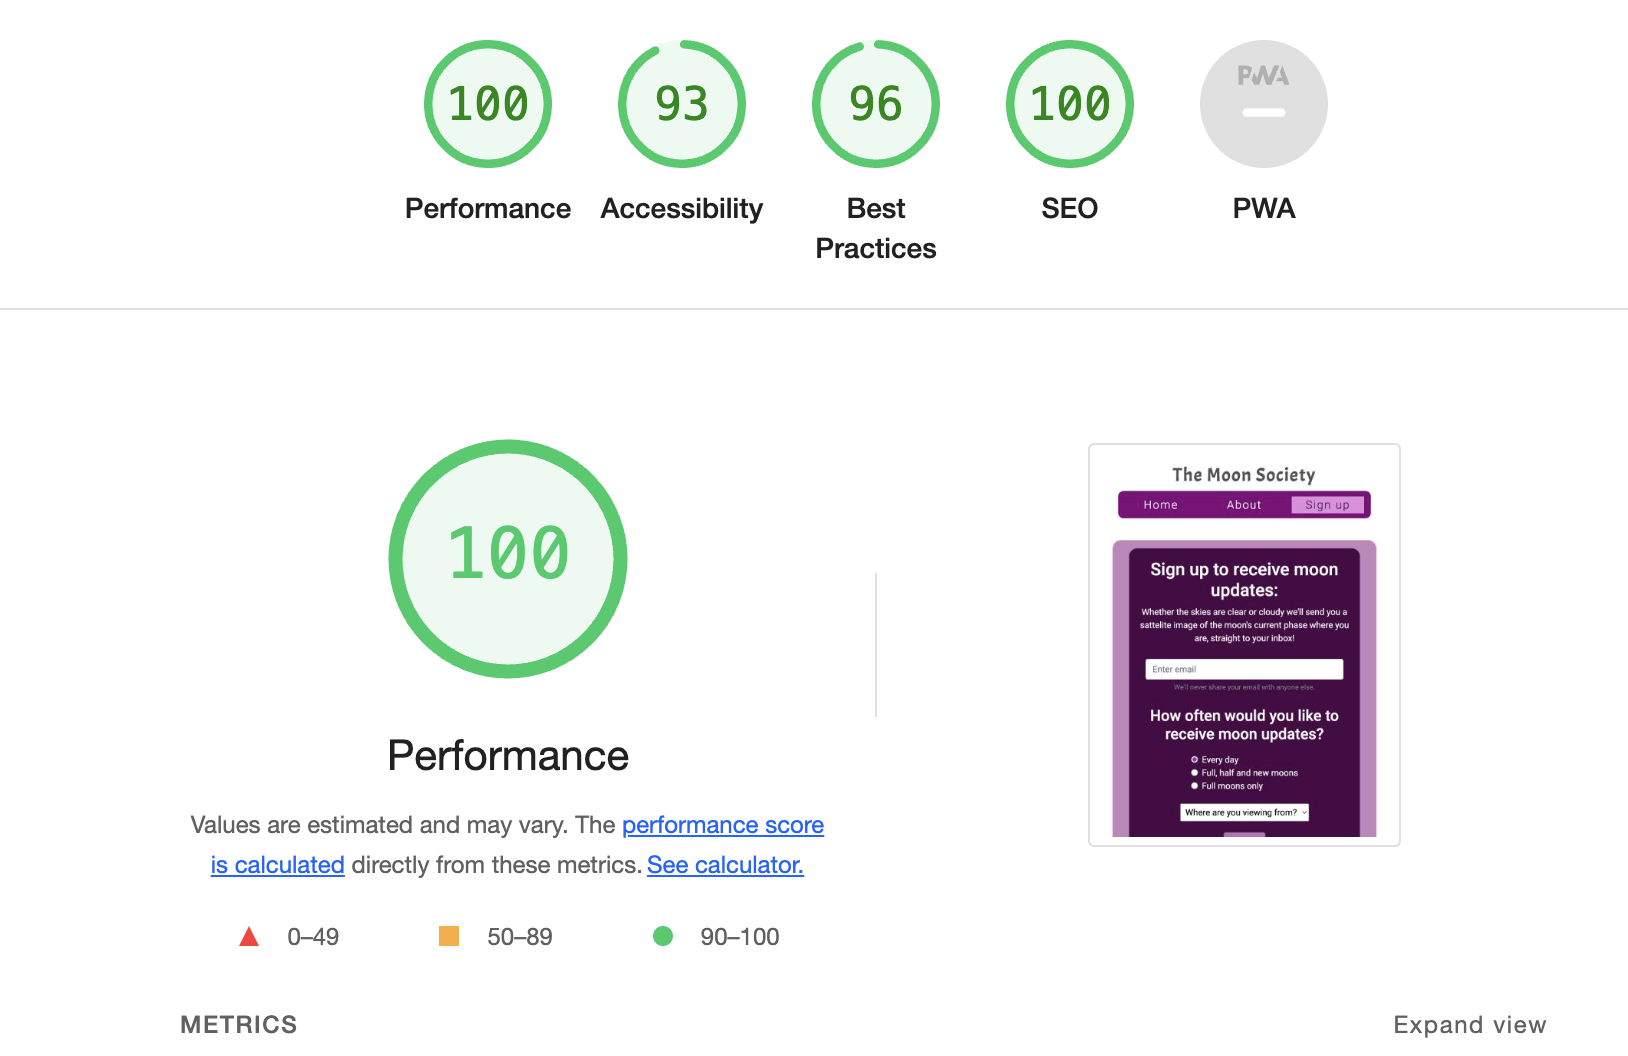 100
93
96
100
PWA
Performance
Accessibility
Best
Practices
SEO
PWA
100
Performance
Values are estimated and may vary. The performance score
is calculated directly from these metrics. See calculator.
0–49
50–89
90–100
The Moon Society
Home
About
Sign up
Sign up to receive moon
updates:
Whether the skies are clear or cloudy we'll send you a
sattelite image of the moon's current phase where you
are, straight to your inbox!
Enter email
We'll never share your email with anyone else.
How often would you like to
receive moon updates?
Every day
Full, half and new moons
Full moons only
Where are you viewing from?
METRICS
Expand view